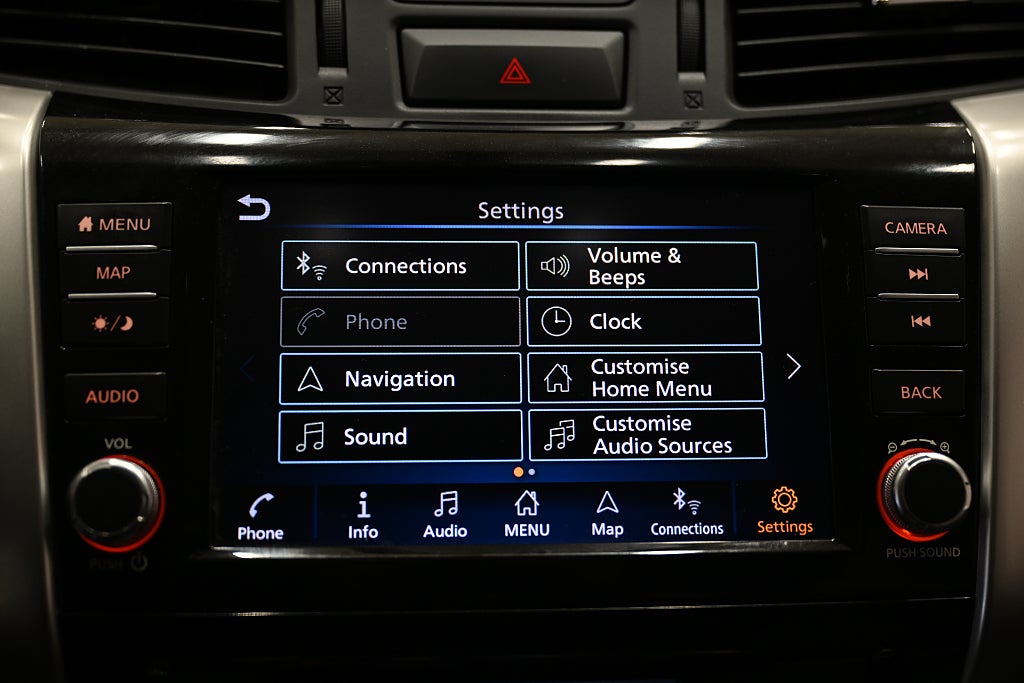 Settings
MENU
MAP
AUDIO
VOL
PUSH
Connections
Volume &
Beeps
Phone
Clock
Navigation
Customise
Home Menu
Sound
Customise
Audio Sources
Phone
Info
Audio
MENU
Map
Connections
Settings
CAMERA
BACK
PUSH SOUND